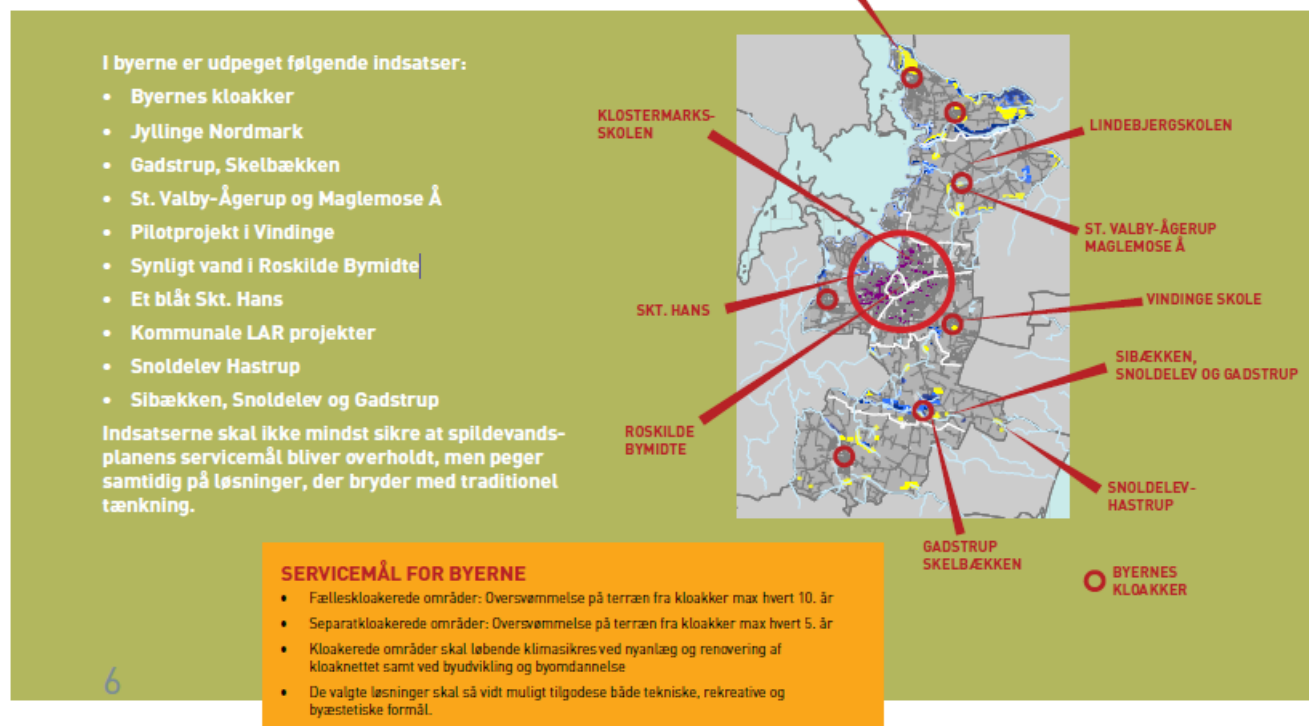 I byerne er udpeget følgende indsatser:
• Byernes kloakker
• Jyllinge Nordmark
• Gadstrup, Skelbækken
• St. Valby-Ågerup og Maglemose Å
• Pilotprojekt i Vindinge
• Synligt vand i Roskilde Bymidte
• Et blåt Skt. Hans
• Kommunale LAR projekter
• Snoldelev Hastrup
• Sibækken, Snoldelev og Gadstrup
Indsatserne skal ikke mindst sikre at spildevands-
planens servicemål bliver overholdt, men peger
samtidig på løsninger, der bryder med traditionel
tænkning.
KLOSTERMARKS-
SKOLEN
LINDEBJERGSKOLEN
ST. VALBY-ÅGERUP
MAGLEMOSE Å
SKT. HANS
VINDINGE SKOLE
SIBÆKKEN,
SNOLDELEV OG GADSTRUP
ROSKILDE
BYMIDTE
SNOLDELEV-
HASTRUP
GADSTRUP
SKELBÆKKEN
BYERNES
KLOAKKER
SERVICEMÅL FOR BYERNE
• Fælleskloakerede områder: Oversvømmelse på terræn fra kloakker max hvert 10. år
• Separatkloakerede områder: Oversvømmelse på terræn fra kloakker max hvert 5. år
• Kloakerede områder skal løbende klimasikres ved nyanlæg og renovering af
kloaknettet samt ved byudvikling og byomdannelse
• De valgte løsninger skal så vidt muligt tilgodese både tekniske, rekreative og
byæstetiske formål.
6